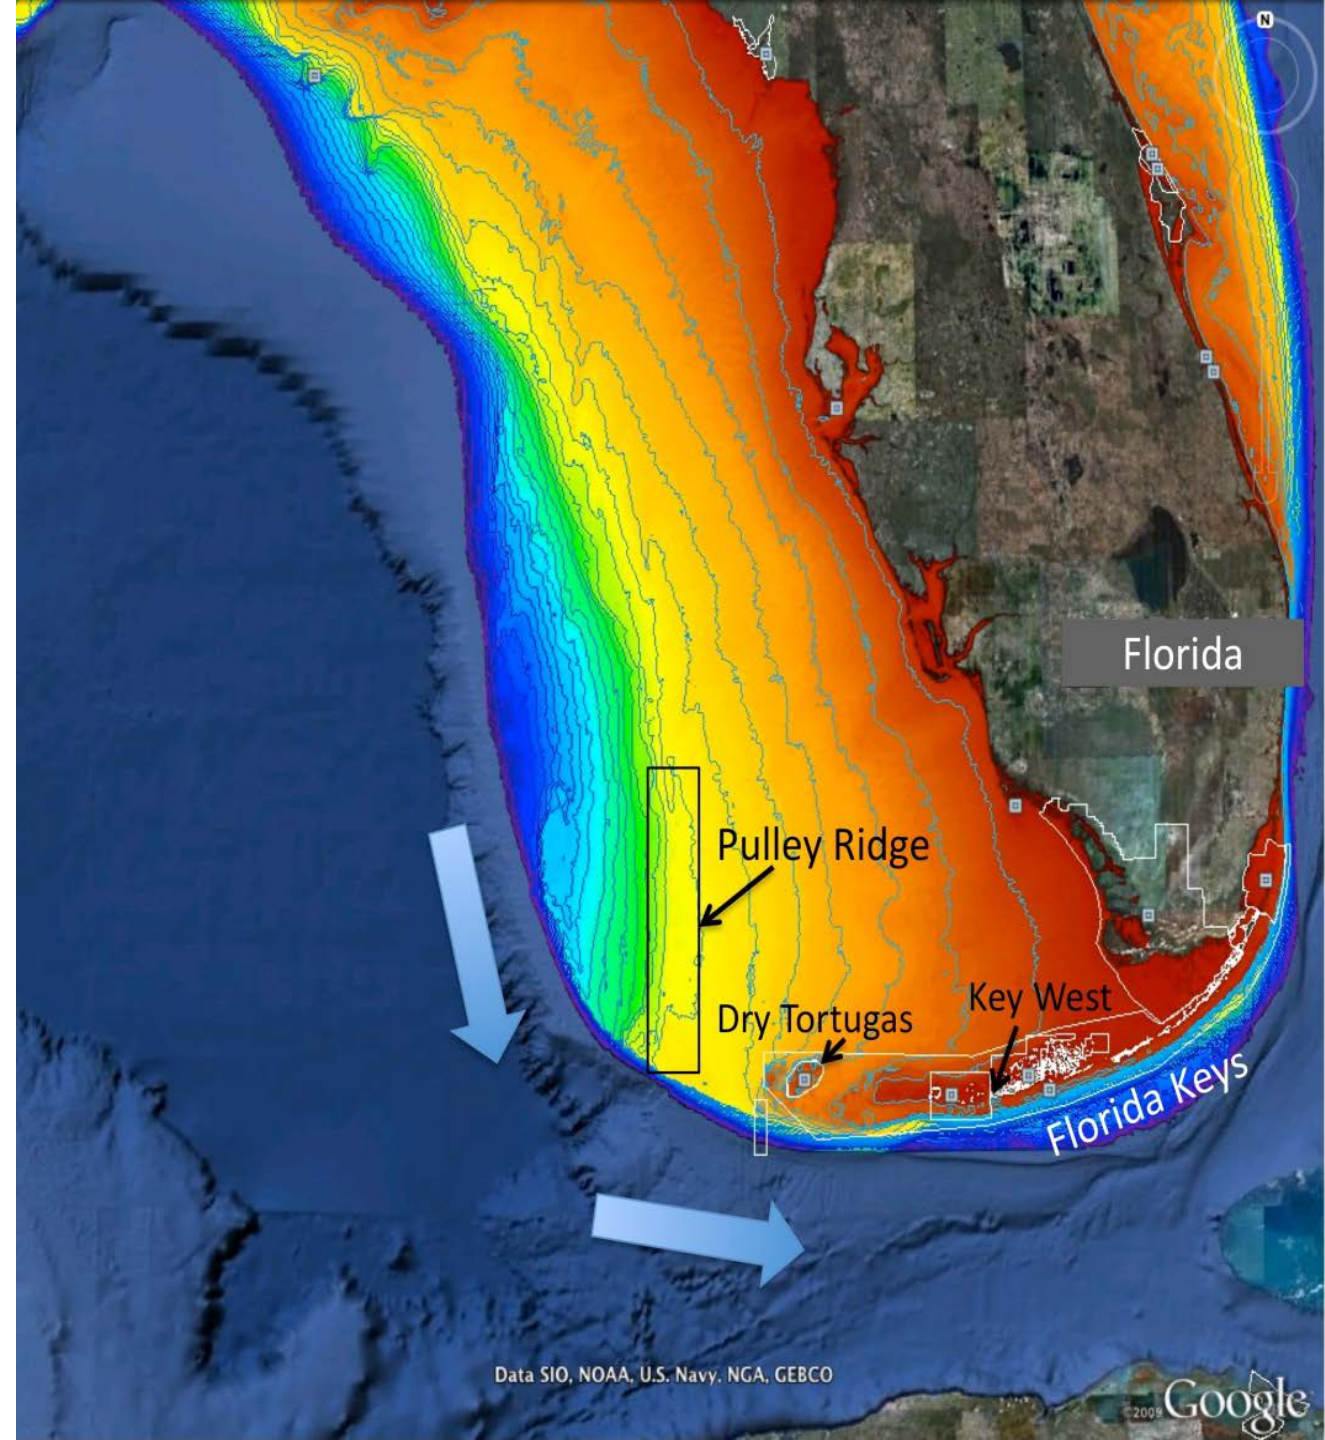 N
Florida
Pulley Ridge
Key West
Dry Tortugas
Florida Keys
Data SIO, NOAA, U.S. Navy, NGA, GEBCO
©2009 Google